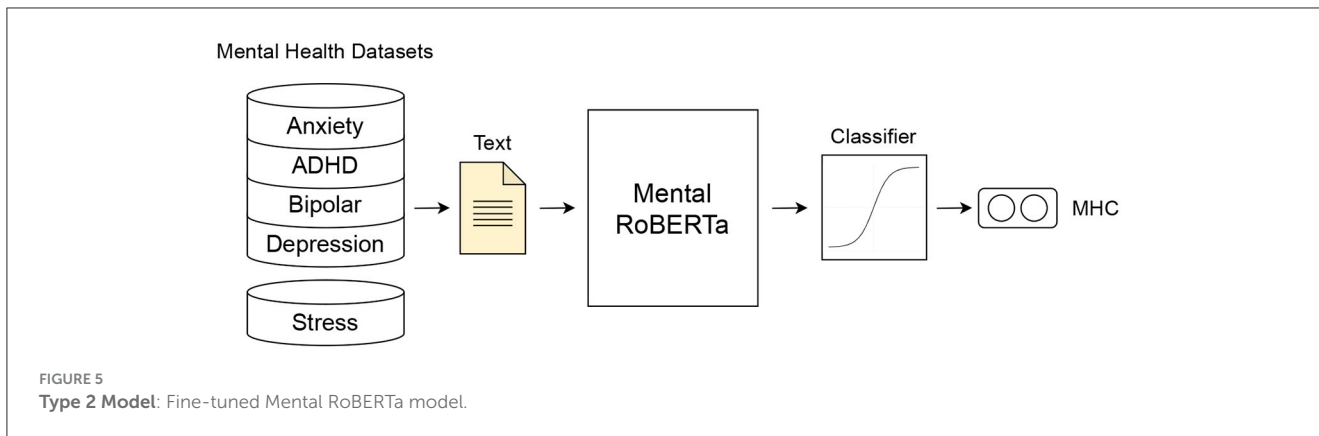 Mental Health Datasets
Anxiety
ADHD
Bipolar
Depression
Stress
Text
Mental
RoBERTa
Classifier
MHC
FIGURE 5
Type 2 Model: Fine-tuned Mental RoBERTa model.